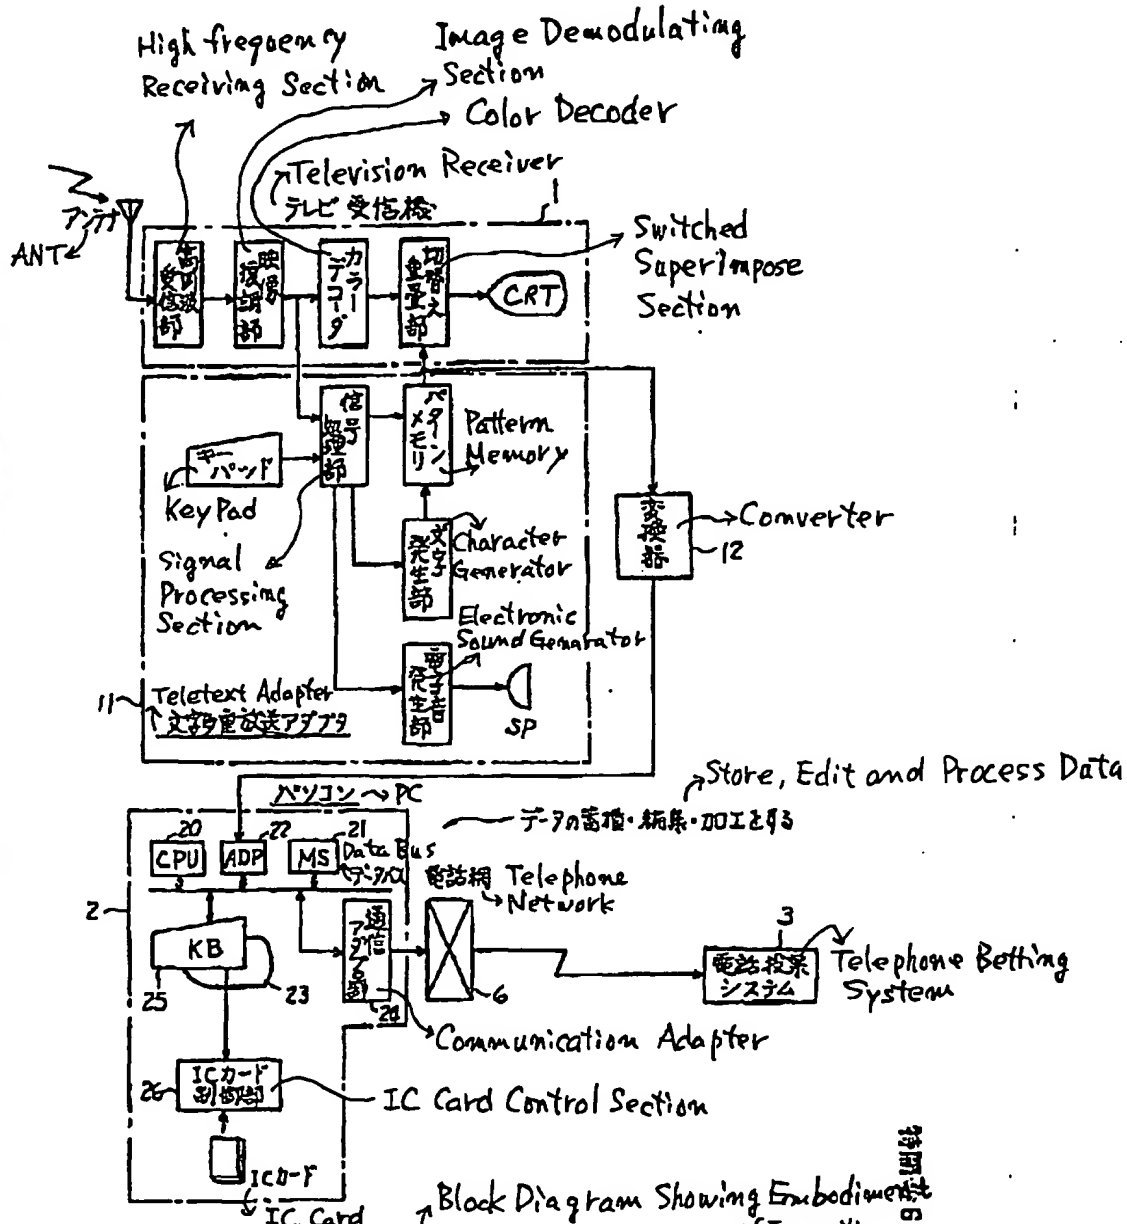 High frequency
Receiving Section
Image Demodulating
Section
Color Decoder
Television Receiver
テレビ受信機
1
アンテナ
ANT
高周波
受信部
映像
復調部
カラー
デコーダ
切替え
重畳部
CRT
Switched
Superimpose
Section
信号
処理部
パターン
メモリ
Pattern
Memory
キー
パッド
Key Pad
文字
発生部
Character
Generator
変換器
Converter
12
Signal
Processing
Section
Electronic
Sound Genarator
電子音
発生部
SP
11
Teletext Adapter
文字多重放送アダプタ
Store, Edit and Process Data
データの蓄積・編集・加工をする
パソコン
PC
20
22
21
CPU
ADP
MS
Data Bus
データバス
電話網
Telephone
Network
2
KB
25
23
通信
アダプタ部
24
6
3
電話投票
システム
Telephone Betting
System
Communication Adapter
26
ICカード
制御部
IC Card Control Section
ICカード
IC Card
Block Diagram Showing Embodiment